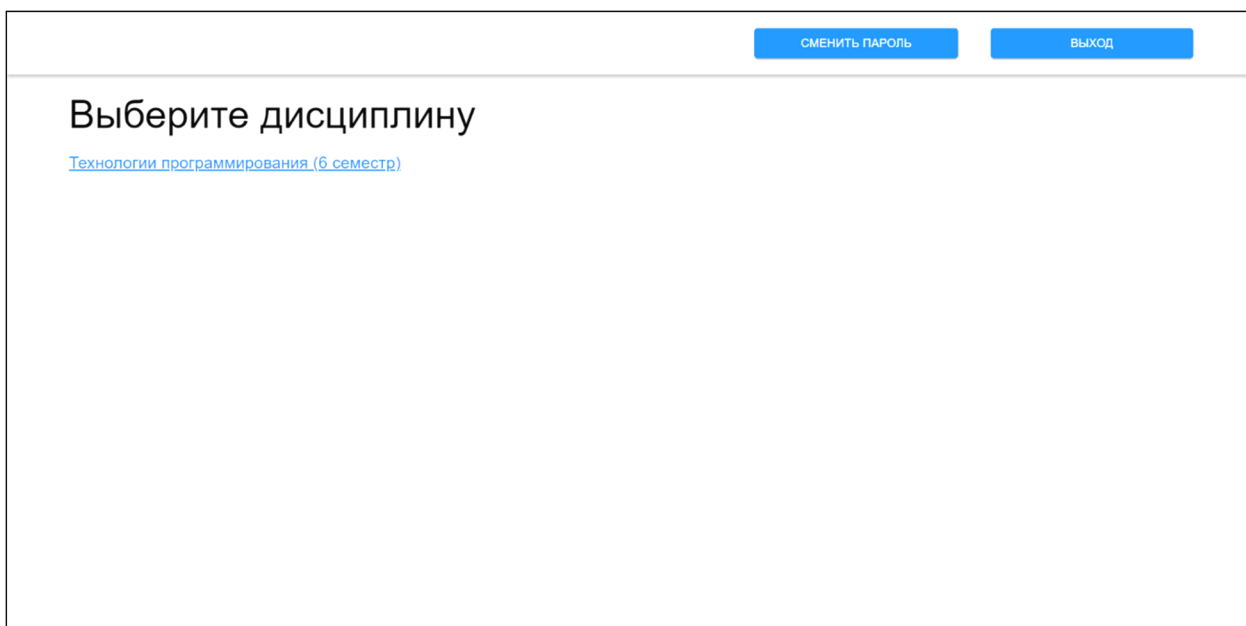 СМЕНИТЬ ПАРОЛЬ ВЫХОД
Выберите дисциплину
Технологии программирования (6 семестр)